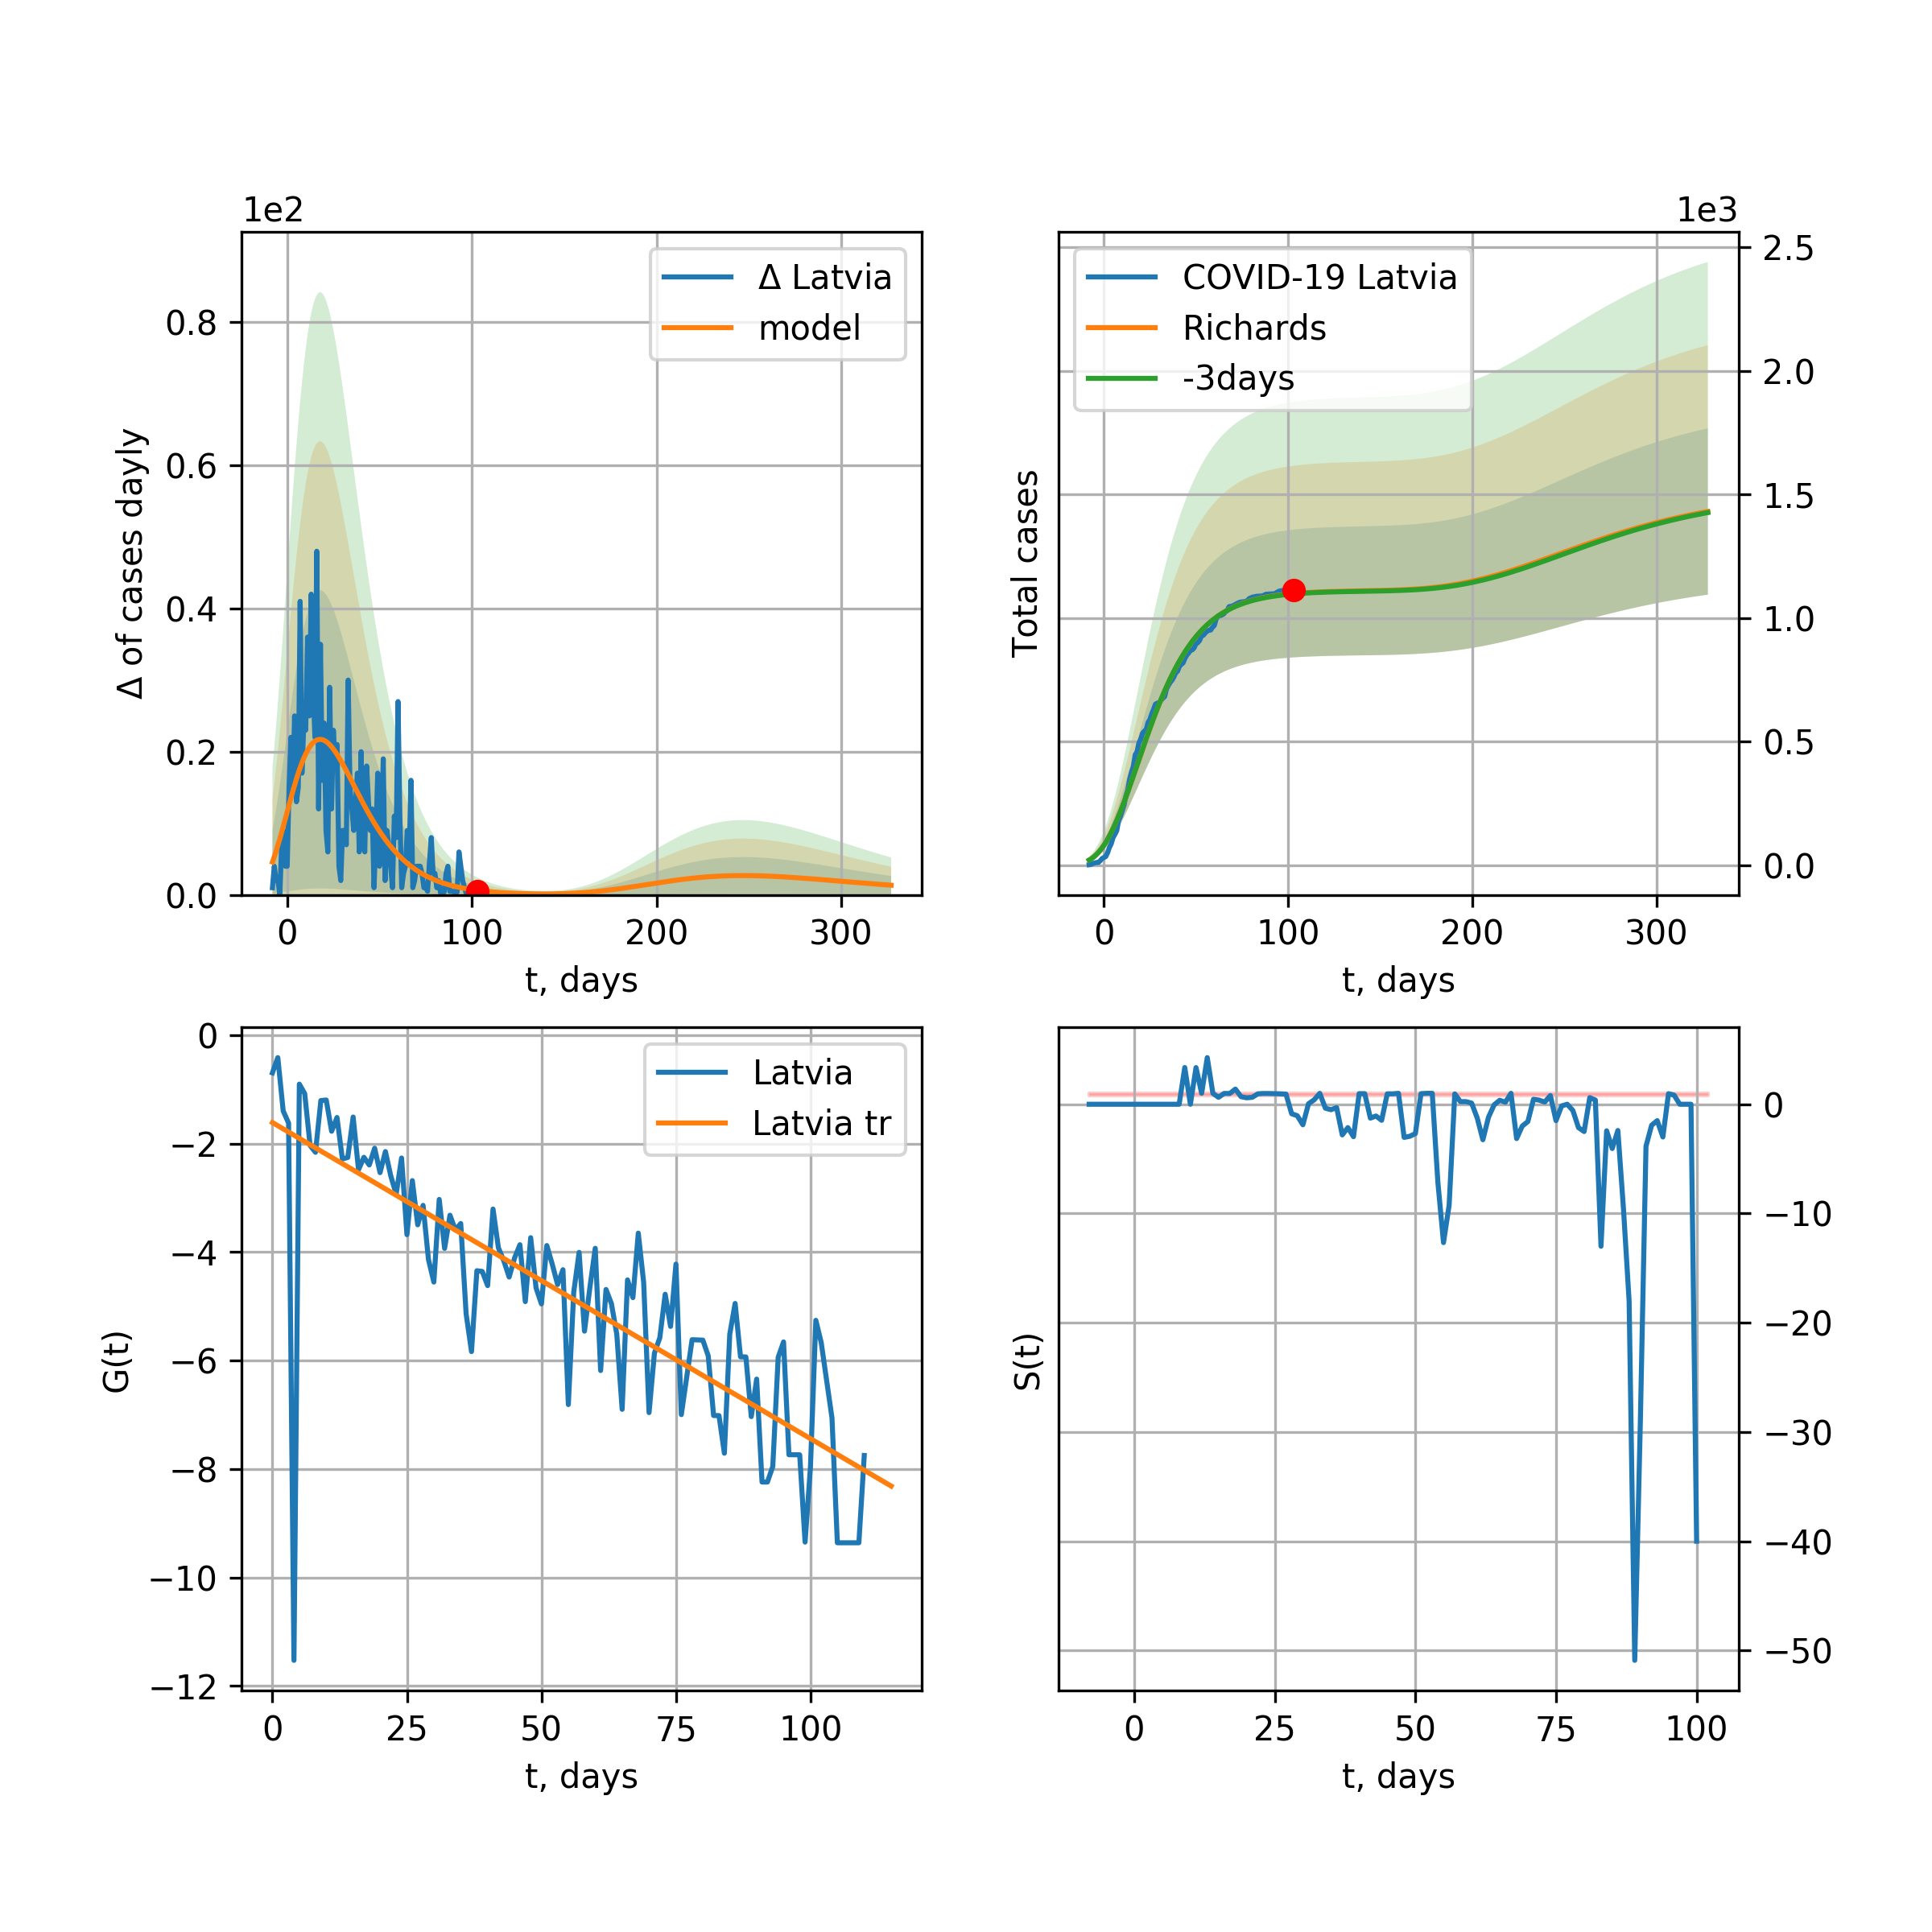 1e2
Δ Latvia
model
0.8
0.6
0.4
0.2
0.0
Δ of cases dayly
0 100 200 300
t, days
1e3
COVID-19 Latvia
Richards
-3days
2.5
2.0
1.5
1.0
0.5
0.0
Total cases
0 100 200 300
t, days
Latvia
Latvia tr
0
−2
−4
−6
−8
−10
−12
G(t)
0 25 50 75 100
t, days
0
−10
−20
−30
−40
−50
S(t)
0 25 50 75 100
t, days